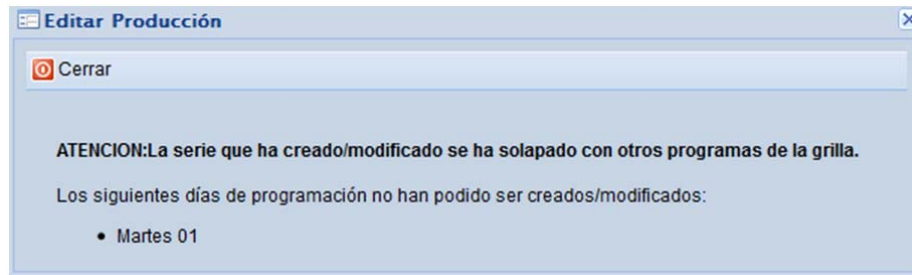 Editar Producción
Cerrar
ATENCION:La serie que ha creado/modificado se ha solapado con otros programas de la grilla.
Los siguientes días de programación no han podido ser creados/modificados:
• Martes 01